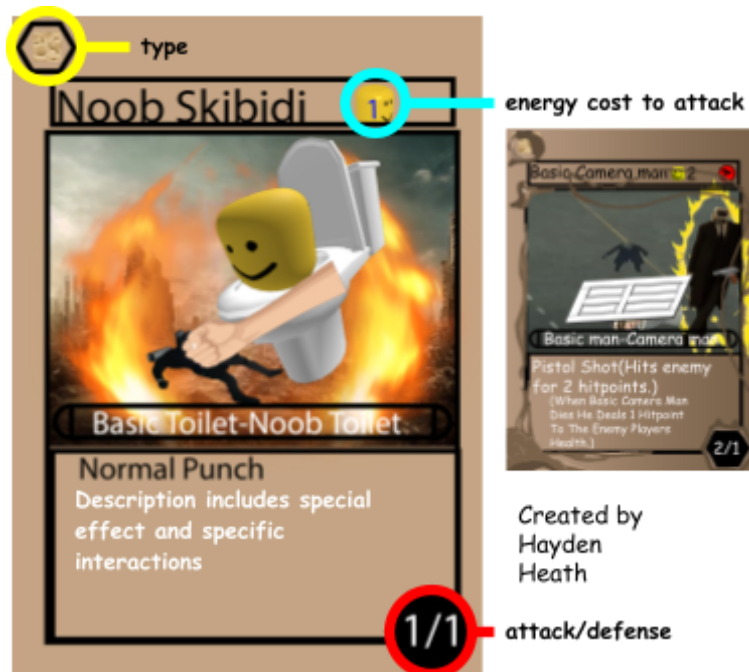 type
Noob Skibidi
1
energy cost to attack
Basic Toilet-Noob Toilet
Normal Punch
Description includes special
effect and specific
interactions
1/1
attack/defense
Basic Camera man 2
Basic man-Camera man
Pistol Shot(Hits enemy
for 2 hitpoints.)
(When Basic Camera Man
Dies He Deals 1 Hitpoint
To The Enemy Players
Health.)
2/1
Created by
Hayden
Heath